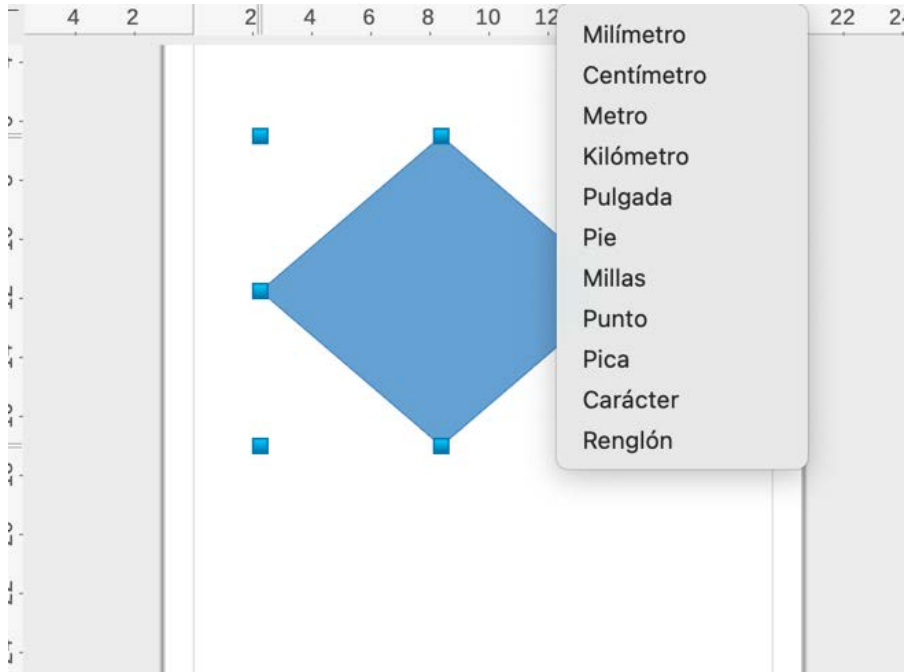 4 2 2 4 6 8 10 12 22
Milímetro
Centímetro
Metro
Kilómetro
Pulgada
Pie
Millas
Punto
Pica
Carácter
Renglón